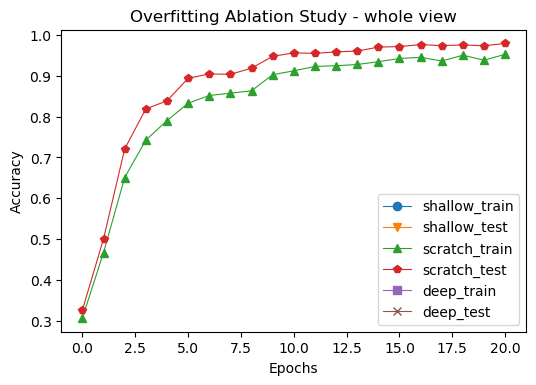 Overfitting Ablation Study - whole view
1.0
0.9
0.8
0.7
0.6
0.5
0.4
0.3
Accuracy
shallow_train
shallow_test
scratch_train
scratch_test
deep_train
deep_test
0.0 2.5 5.0 7.5 10.0 12.5 15.0 17.5 20.0
Epochs